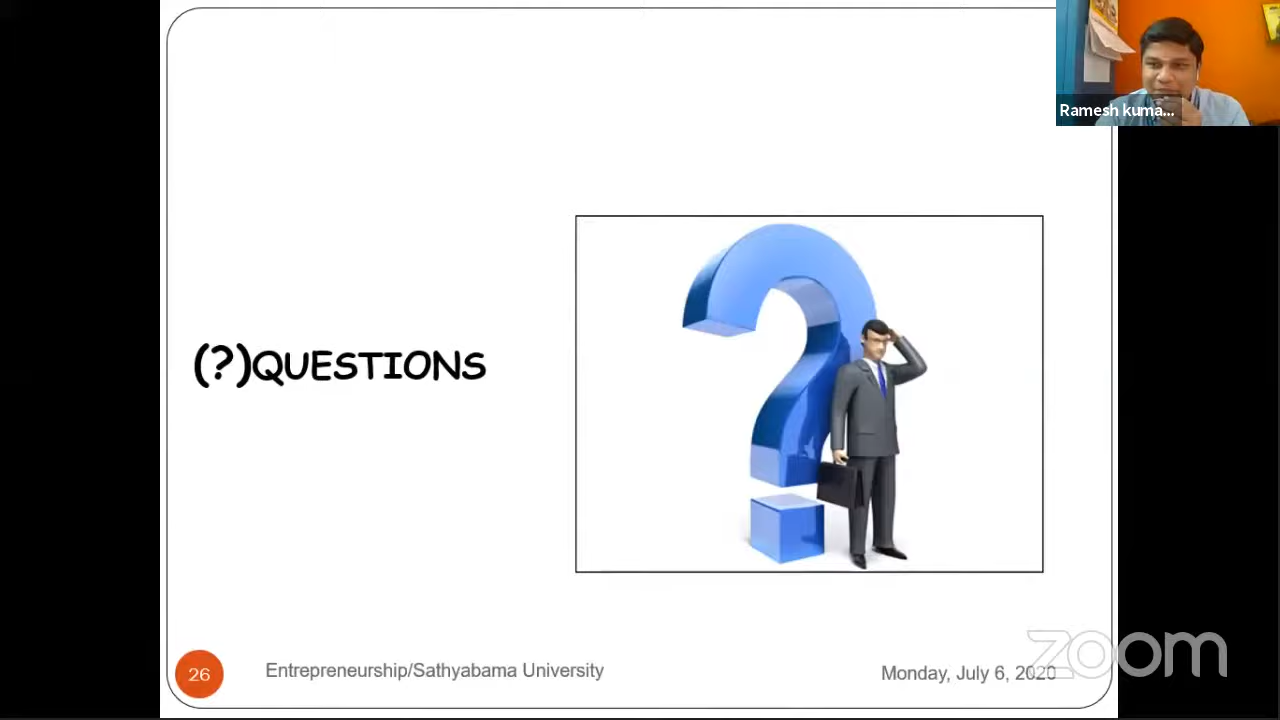 Ramesh kuma...
(?)QUESTIONS
26
Entrepreneurship/Sathyabama University
Monday, July 6, 2020
zoom